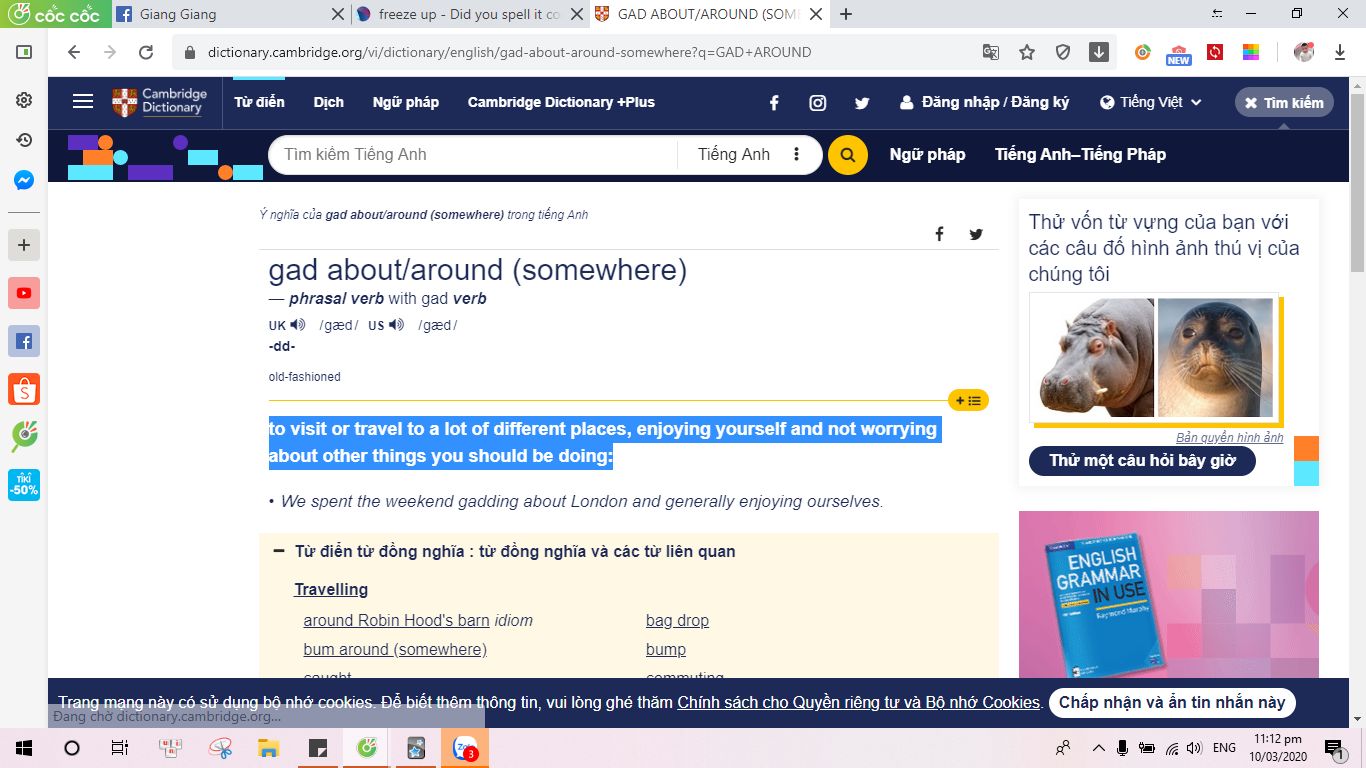 cốc cốc
Giang Giang
freeze up - Did you spell it co
GAD ABOUT/AROUND (SOM
dictionary.cambridge.org/vi/dictionary/english/gad-about-around-somewhere?q=GAD+AROUND
NEW
Cambridge
Dictionary
Từ điển
Dịch
Ngữ pháp
Cambridge Dictionary +Plus
Đăng nhập / Đăng ký
Tiếng Việt
Tìm kiếm
Tìm kiếm Tiếng Anh
Tiếng Anh
Ngữ pháp
Tiếng Anh–Tiếng Pháp
Ý nghĩa của gad about/around (somewhere) trong tiếng Anh
gad about/around (somewhere)
— phrasal verb with gad verb
UK /gæd/ US /gæd/
-dd-
old-fashioned
to visit or travel to a lot of different places, enjoying yourself and not worrying
about other things you should be doing:
• We spent the weekend gadding about London and generally enjoying ourselves.
Từ điển từ đồng nghĩa : từ đồng nghĩa và các từ liên quan
Travelling
around Robin Hood's barn idiom
bag drop
bum around (somewhere)
bump
caught
commuting
Thử vốn từ vựng của bạn với
các câu đố hình ảnh thú vị của
chúng tôi
Bản quyền hình ảnh
Thử một câu hỏi bây giờ
ENGLISH
GRAMMAR
IN USE
Raymond Murphy
TIKI
-50%
Trang mạng này có sử dụng bộ nhớ cookies. Để biết thêm thông tin, vui lòng ghé thăm Chính sách cho Quyền riêng tư và Bộ nhớ Cookies.
Chấp nhận và ẩn tin nhắn này
Đang chờ dictionary.cambridge.org...
Zalo
3
ENG
11:12 pm
10/03/2020
1